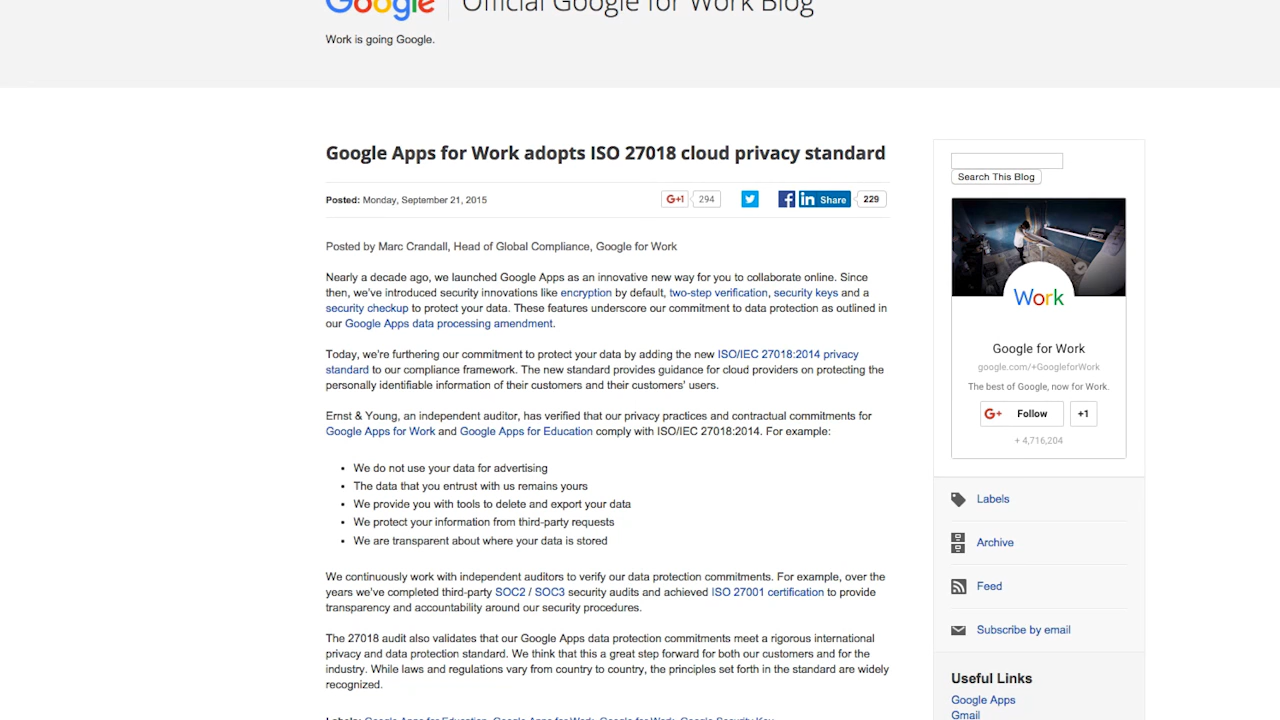 Google Official Google for Work Blog
Work is going Google.
Google Apps for Work adopts ISO 27018 cloud privacy standard
Posted: Monday, September 21, 2015
G+1 294 in Share 229
Posted by Marc Crandall, Head of Global Compliance, Google for Work
Nearly a decade ago, we launched Google Apps as an innovative new way for you to collaborate online. Since
then, we've introduced security innovations like encryption by default, two-step verification, security keys and a
security checkup to protect your data. These features underscore our commitment to data protection as outlined in
our Google Apps data processing amendment.
Today, we're furthering our commitment to protect your data by adding the new ISO/IEC 27018:2014 privacy
standard to our compliance framework. The new standard provides guidance for cloud providers on protecting the
personally identifiable information of their customers and their customers' users.
Ernst & Young, an independent auditor, has verified that our privacy practices and contractual commitments for
Google Apps for Work and Google Apps for Education comply with ISO/IEC 27018:2014. For example:
• We do not use your data for advertising
• The data that you entrust with us remains yours
• We provide you with tools to delete and export your data
• We protect your information from third-party requests
• We are transparent about where your data is stored
We continuously work with independent auditors to verify our data protection commitments. For example, over the
years we've completed third-party SOC2 / SOC3 security audits and achieved ISO 27001 certification to provide
transparency and accountability around our security procedures.
The 27018 audit also validates that our Google Apps data protection commitments meet a rigorous international
privacy and data protection standard. We think that this a great step forward for both our customers and for the
industry. While laws and regulations vary from country to country, the principles set forth in the standard are widely
recognized.
Labels: Google Apps for Education, Google Apps for Work, Google for Work, Google Security Key
Search This Blog
Work
Google for Work
google.com/+GoogleforWork
The best of Google, now for Work.
G+ Follow +1
+ 4,716,204
Labels
Archive
Feed
Subscribe by email
Useful Links
Google Apps
Gmail